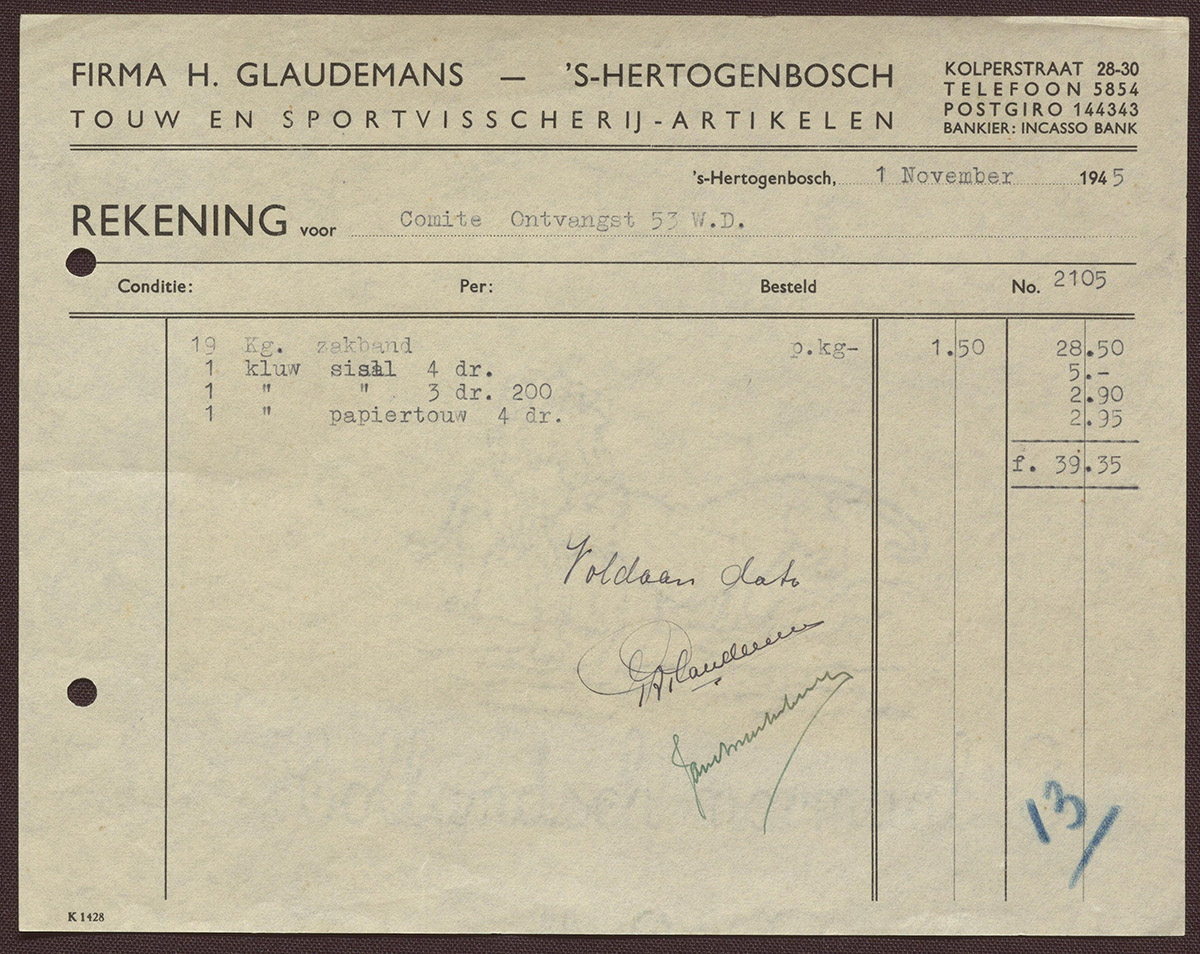 FIRMA H. GLAUDEMANS — 'S-HERTOGENBOSCH
TOUW EN SPORTVISSCHERIJ-ARTIKELEN
KOLPERSTRAAT 28-30
TELEFOON 5854
POSTGIRO 144343
BANKIER: INCASSO BANK
's-Hertogenbosch, 1 November 1945
REKENING voor Comite Ontvangst 53 W.D.
Conditie: Per: Besteld No. 2105
19 Kg. zakband p.kg- 1.50 28.50
1 kluw sisal 4 dr. 5.-
1 " " 3 dr. 200 2.90
1 " papiertouw 4 dr. 2.95
f. 39.35
Voldaan dato
13/
K 1428